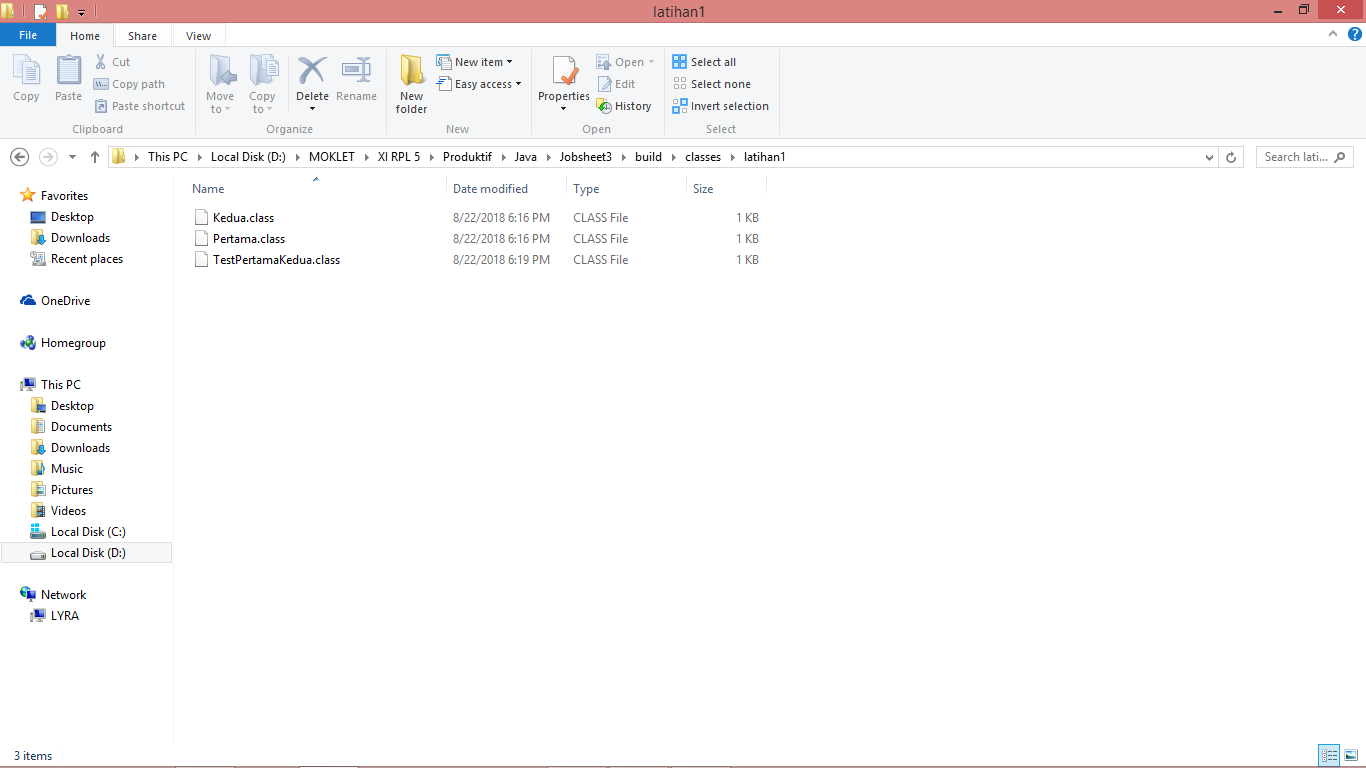 latihan1
File Home Share View
Copy Paste Cut Copy path Paste shortcut Clipboard
Move to Copy to Delete Rename Organize
New folder New item Easy access New
Properties Open Edit History Open
Select all Select none Invert selection Select
This PC Local Disk (D:) MOKLET XI RPL 5 Produktif Java Jobsheet3 build classes latihan1 Search lati...
Name Date modified Type Size
Kedua.class 8/22/2018 6:16 PM CLASS File 1 KB
Pertama.class 8/22/2018 6:16 PM CLASS File 1 KB
TestPertamaKedua.class 8/22/2018 6:19 PM CLASS File 1 KB
Favorites
Desktop
Downloads
Recent places
OneDrive
Homegroup
This PC
Desktop
Documents
Downloads
Music
Pictures
Videos
Local Disk (C:)
Local Disk (D:)
Network
LYRA
3 items